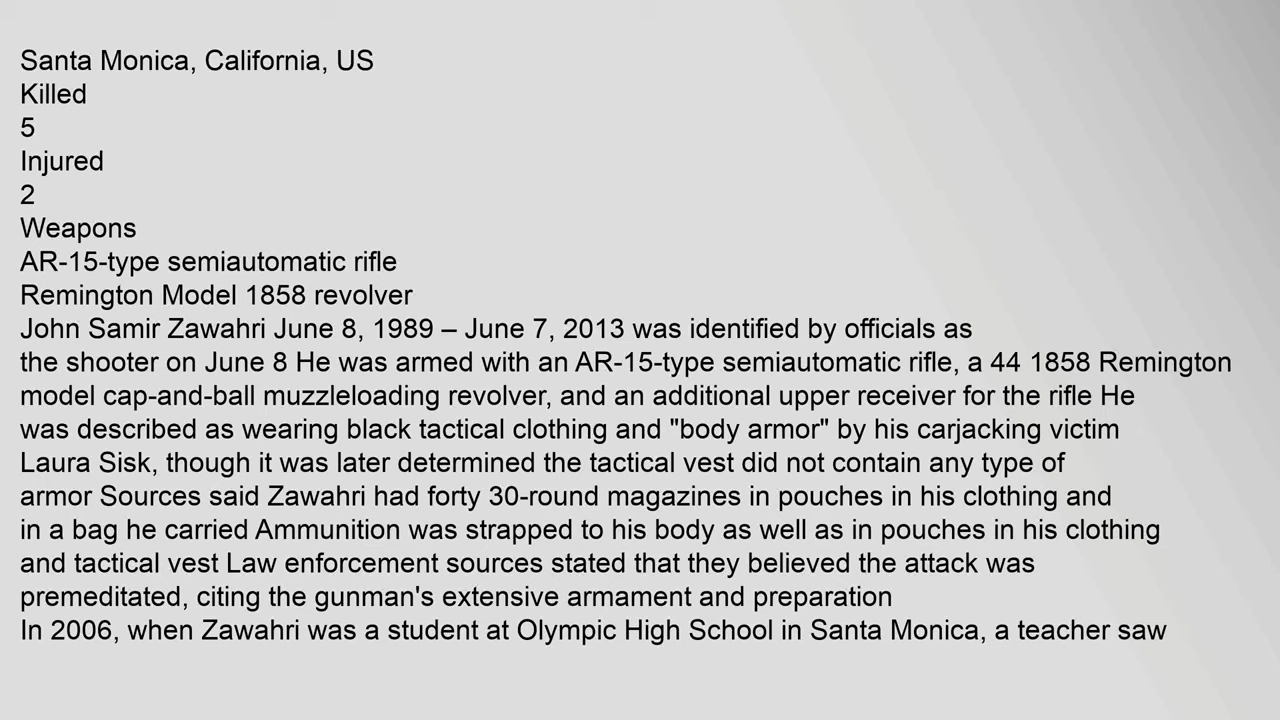 Santa Monica, California, US
Killed
5
Injured
2
Weapons
AR-15-type semiautomatic rifle
Remington Model 1858 revolver
John Samir Zawahri June 8, 1989 – June 7, 2013 was identified by officials as
the shooter on June 8 He was armed with an AR-15-type semiautomatic rifle, a 44 1858 Remington
model cap-and-ball muzzleloading revolver, and an additional upper receiver for the rifle He
was described as wearing black tactical clothing and "body armor" by his carjacking victim
Laura Sisk, though it was later determined the tactical vest did not contain any type of
armor Sources said Zawahri had forty 30-round magazines in pouches in his clothing and
in a bag he carried Ammunition was strapped to his body as well as in pouches in his clothing
and tactical vest Law enforcement sources stated that they believed the attack was
premeditated, citing the gunman's extensive armament and preparation
In 2006, when Zawahri was a student at Olympic High School in Santa Monica, a teacher saw